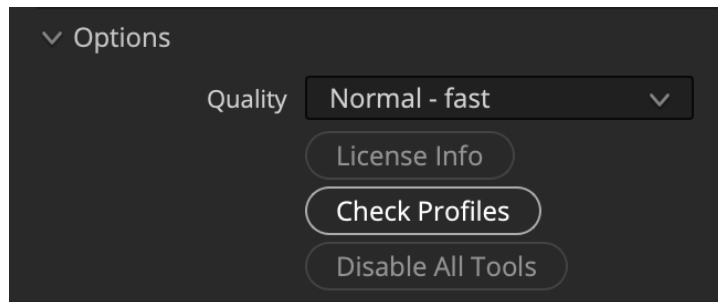 Options
Quality Normal - fast
License Info
Check Profiles
Disable All Tools